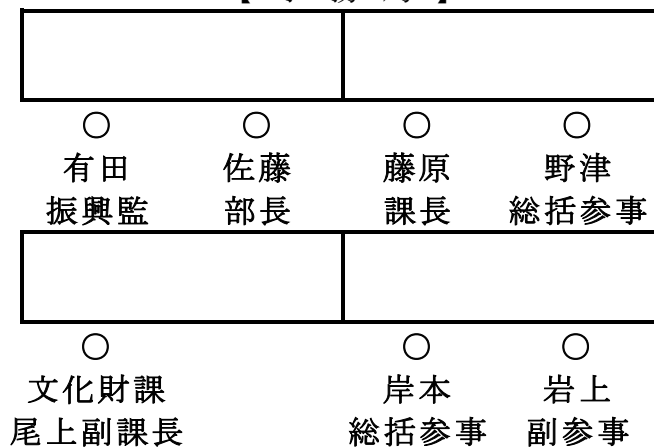 ○ ○ ○ ○
有田 佐藤 藤原 野津
振興監 部長 課長 総括参事
○ ○ ○
文化財課 岸本 岩上
尾上副課長 総括参事 副参事